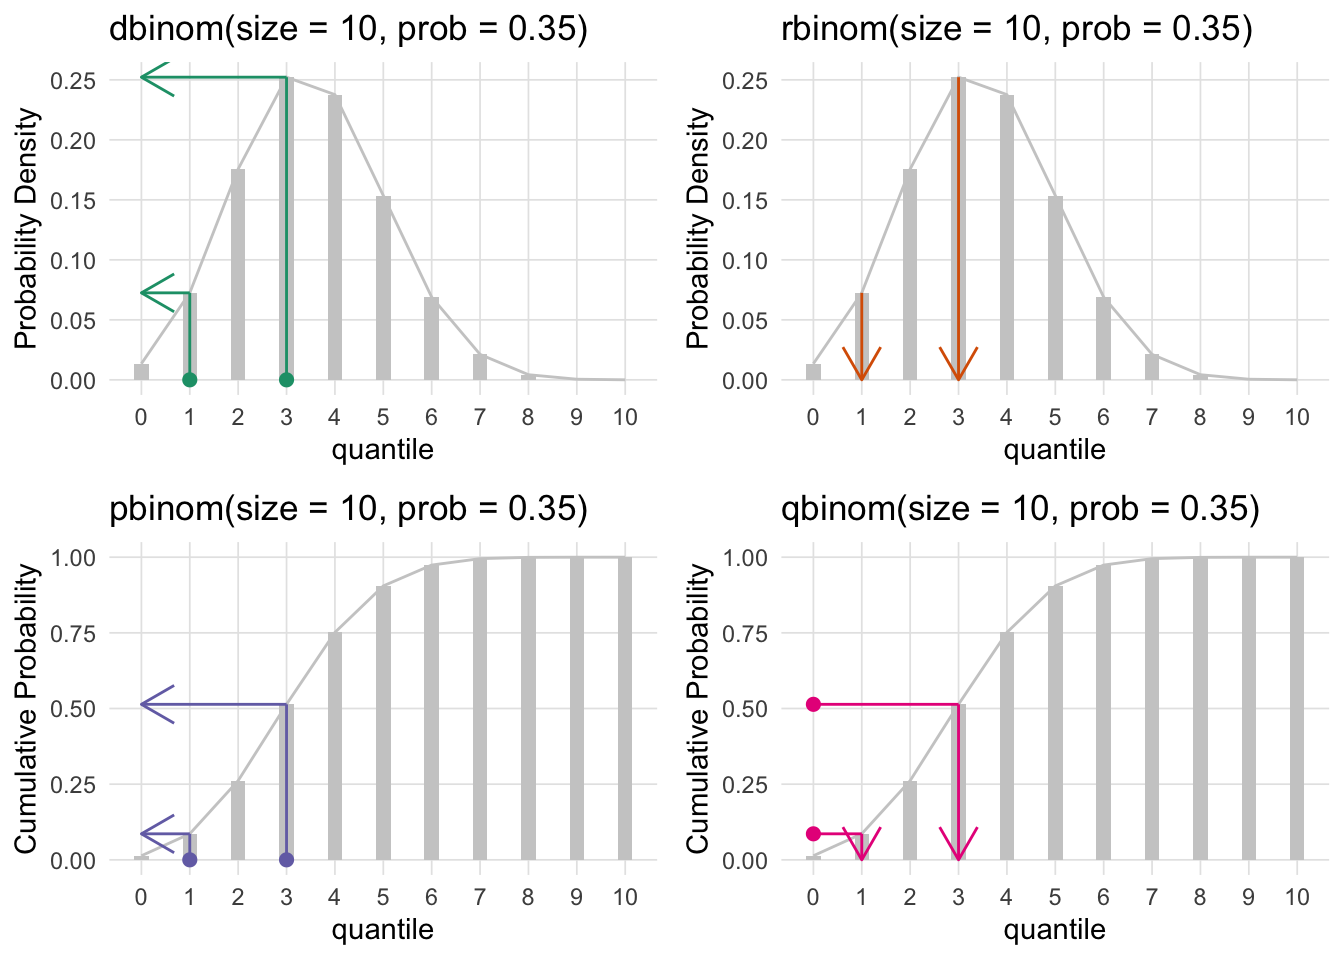 dbinom(size = 10, prob = 0.35)
Probability Density
0.25
0.20
0.15
0.10
0.05
0.00
0 1 2 3 4 5 6 7 8 9 10
quantile
rbinom(size = 10, prob = 0.35)
Probability Density
0.25
0.20
0.15
0.10
0.05
0.00
0 1 2 3 4 5 6 7 8 9 10
quantile
pbinom(size = 10, prob = 0.35)
Cumulative Probability
1.00
0.75
0.50
0.25
0.00
0 1 2 3 4 5 6 7 8 9 10
quantile
qbinom(size = 10, prob = 0.35)
Cumulative Probability
1.00
0.75
0.50
0.25
0.00
0 1 2 3 4 5 6 7 8 9 10
quantile